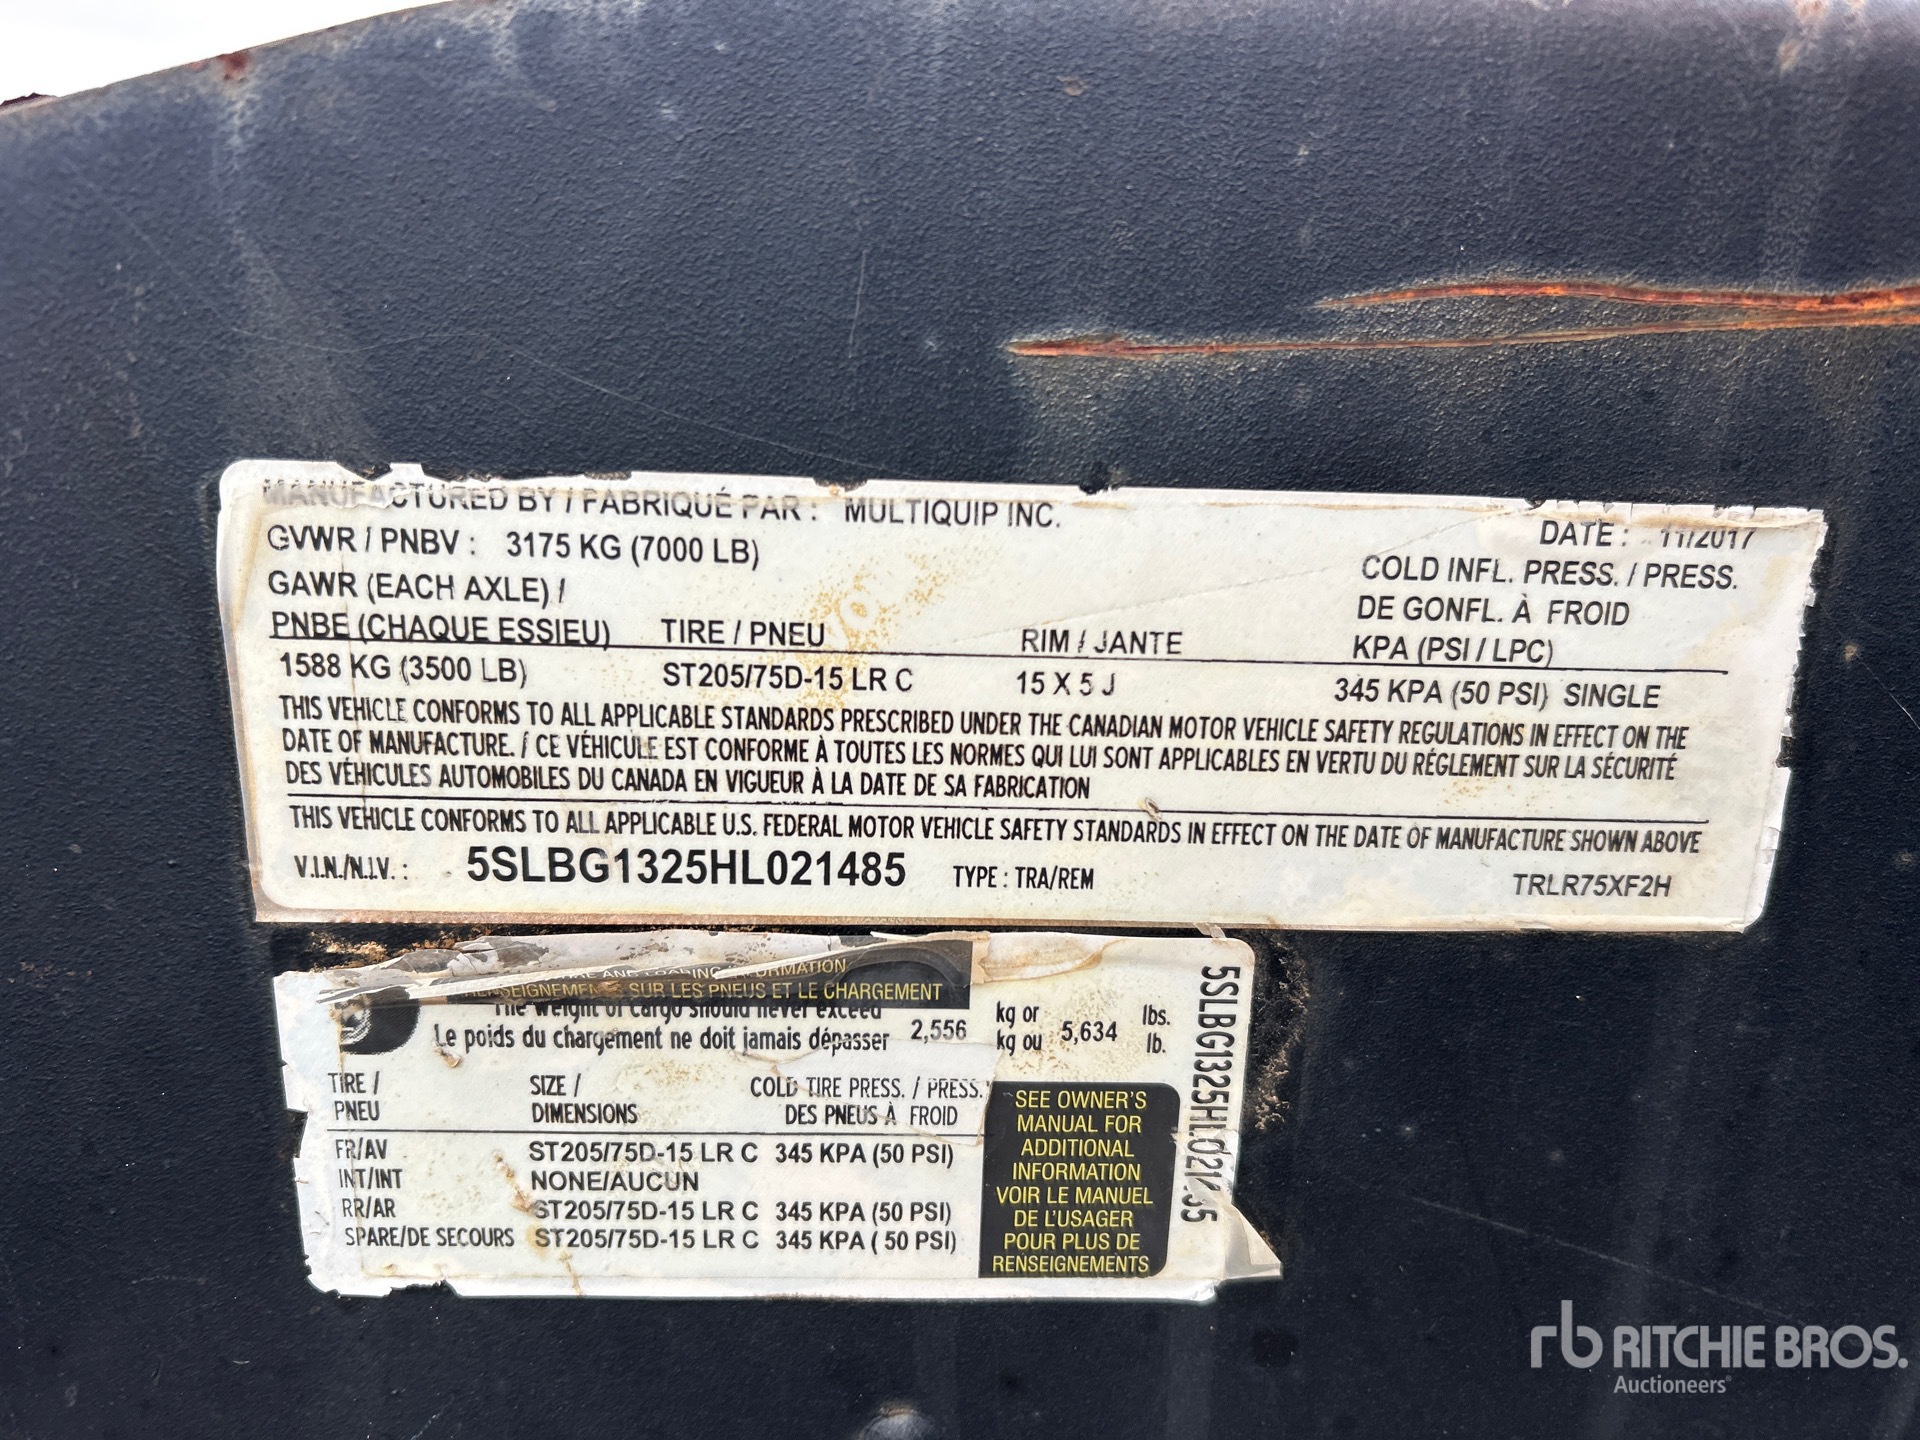 MANUFACTURED BY / FABRIQUÉ PAR : MULTIQUIP INC.
DATE : 11/2017
GVWR / PNBV : 3175 KG (7000 LB)
GAWR (EACH AXLE) /
PNBE (CHAQUE ESSIEU) TIRE / PNEU RIM / JANTE
COLD INFL. PRESS. / PRESS.
DE GONFL. À FROID
KPA (PSI / LPC)
1588 KG (3500 LB) ST205/75D-15 LR C 15 X 5 J 345 KPA (50 PSI) SINGLE
THIS VEHICLE CONFORMS TO ALL APPLICABLE STANDARDS PRESCRIBED UNDER THE CANADIAN MOTOR VEHICLE SAFETY REGULATIONS IN EFFECT ON THE
DATE OF MANUFACTURE. / CE VÉHICULE EST CONFORME À TOUTES LES NORMES QUI LUI SONT APPLICABLES EN VERTU DU RÉGLEMENT SUR LA SÉCURITÉ
DES VÉHICULES AUTOMOBILES DU CANADA EN VIGUEUR À LA DATE DE SA FABRICATION
THIS VEHICLE CONFORMS TO ALL APPLICABLE U.S. FEDERAL MOTOR VEHICLE SAFETY STANDARDS IN EFFECT ON THE DATE OF MANUFACTURE SHOWN ABOVE
V.I.N./N.I.V. : 5SLBG1325HL021485 TYPE : TRA/REM TRLR75XF2H
AND LOADING INFORMATION
RENSEIGNEMENTS SUR LES PNEUS ET LE CHARGEMENT
The weight of cargo should never exceed
Le poids du chargement ne doit jamais dépasser 2,556 kg or
kg ou 5,634 lbs.
lb.
TIRE /
PNEU
SIZE /
DIMENSIONS
COLD TIRE PRESS. / PRESS.
DES PNEUS À FROID
FR/AV ST205/75D-15 LR C 345 KPA (50 PSI)
INT/INT NONE/AUCUN
RR/AR ST205/75D-15 LR C 345 KPA (50 PSI)
SPARE/DE SECOURS ST205/75D-15 LR C 345 KPA ( 50 PSI)
SEE OWNER'S
MANUAL FOR
ADDITIONAL
INFORMATION
VOIR LE MANUEL
DE L'USAGER
POUR PLUS DE
RENSEIGNEMENTS
5SLBG1325HL021485
rb RITCHIE BROS.
Auctioneers